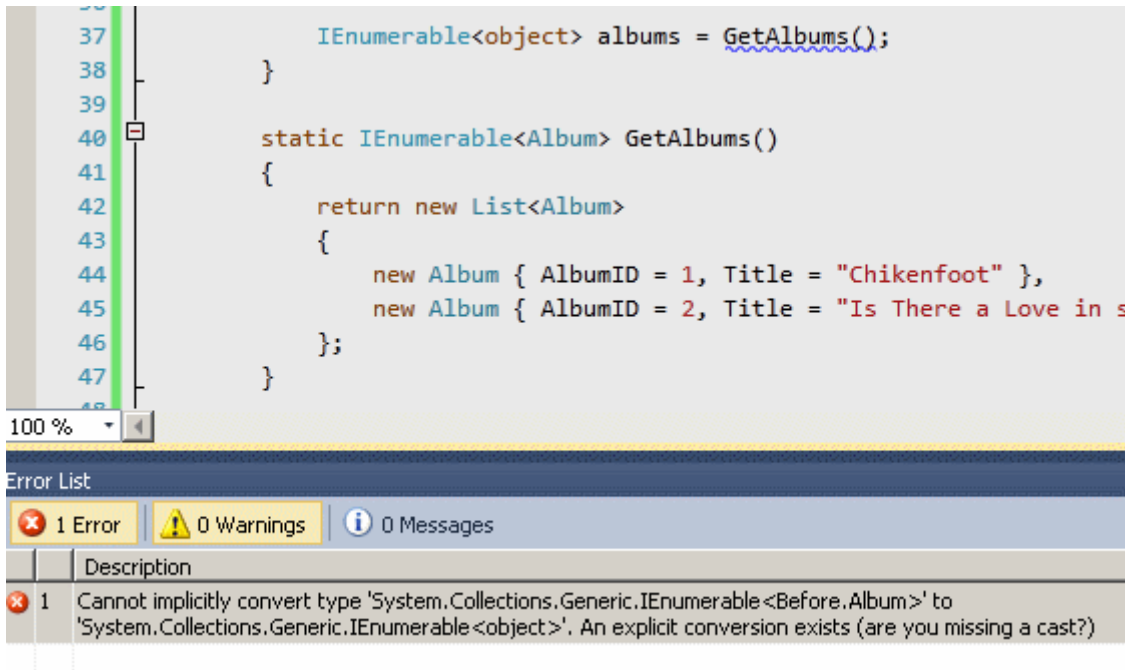 37 IEnumerable<object> albums = GetAlbums();
38 }
39
40 static IEnumerable<Album> GetAlbums()
41 {
42 return new List<Album>
43 {
44 new Album { AlbumID = 1, Title = "Chikenfoot" },
45 new Album { AlbumID = 2, Title = "Is There a Love in s
46 };
47 }
100 %
Error List
1 Error 0 Warnings 0 Messages
Description
1 Cannot implicitly convert type 'System.Collections.Generic.IEnumerable<Before.Album>' to
'System.Collections.Generic.IEnumerable<object>'. An explicit conversion exists (are you missing a cast?)